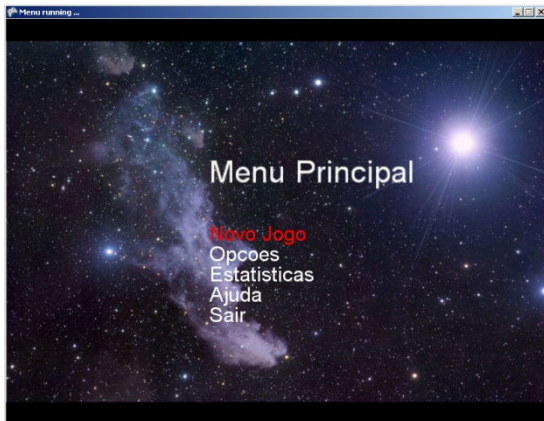 Menu running ...
Menu Principal
Novo Jogo
Opcoes
Estatisticas
Ajuda
Sair